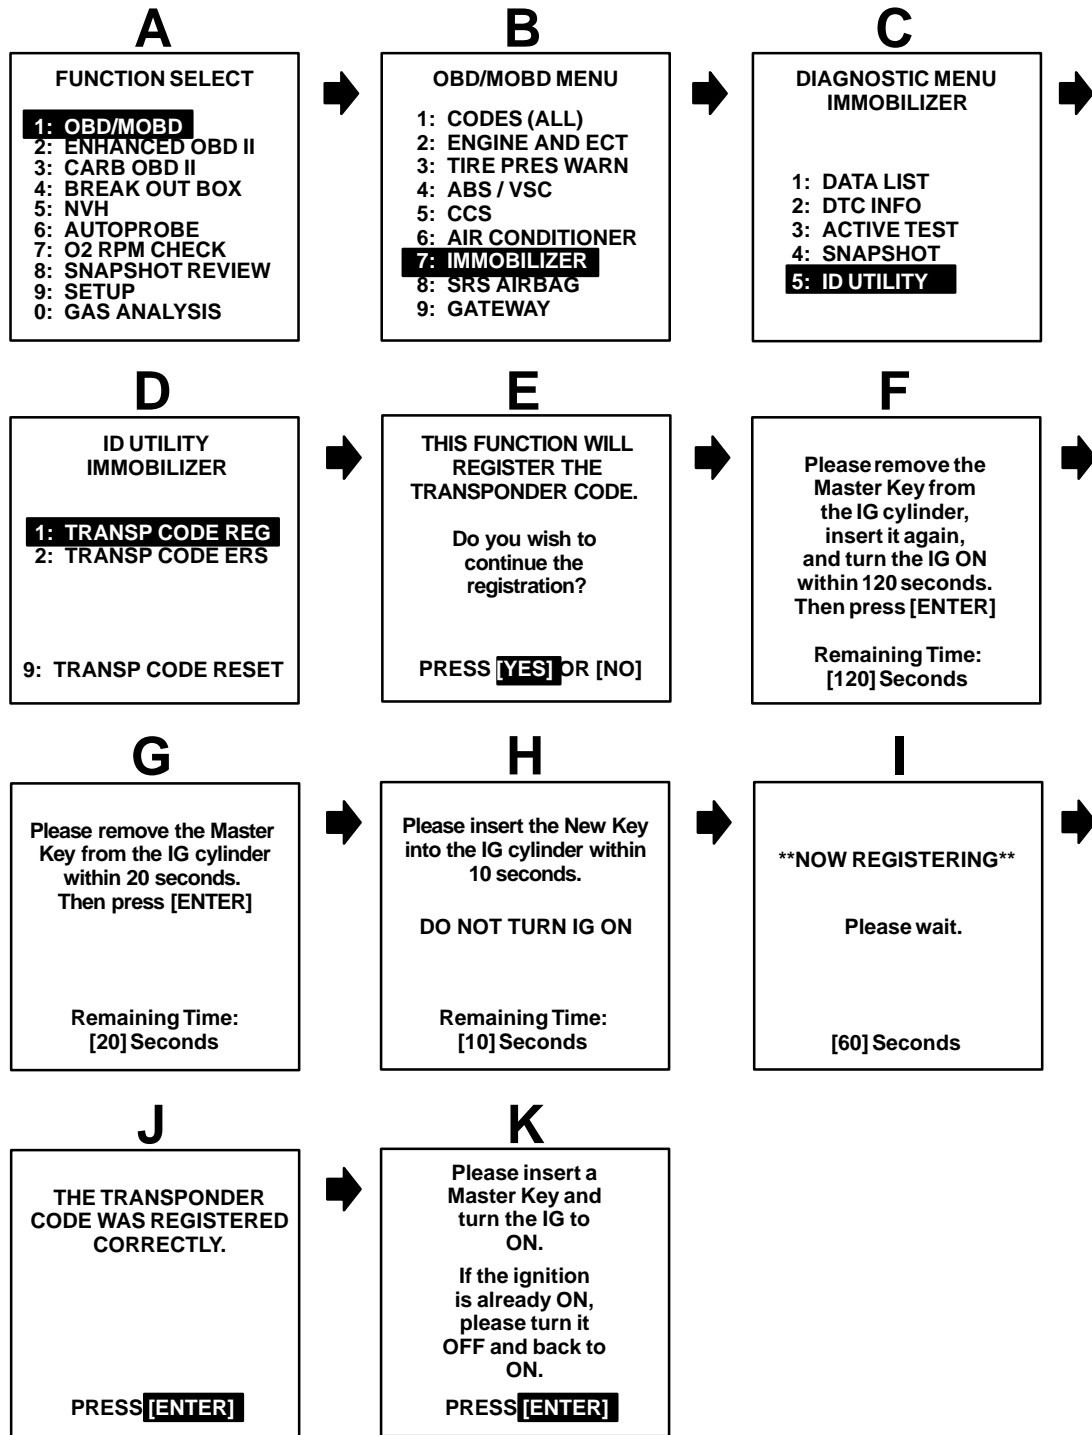 A
FUNCTION SELECT
1: OBD/MOBD
2: ENHANCED OBD II
3: CARB OBD II
4: BREAK OUT BOX
5: NVH
6: AUTOPROBE
7: O2 RPM CHECK
8: SNAPSHOT REVIEW
9: SETUP
0: GAS ANALYSIS
B
OBD/MOBD MENU
1: CODES (ALL)
2: ENGINE AND ECT
3: TIRE PRES WARN
4: ABS / VSC
5: CCS
6: AIR CONDITIONER
7: IMMOBILIZER
8: SRS AIRBAG
9: GATEWAY
C
DIAGNOSTIC MENU
IMMOBILIZER
1: DATA LIST
2: DTC INFO
3: ACTIVE TEST
4: SNAPSHOT
5: ID UTILITY
D
ID UTILITY
IMMOBILIZER
1: TRANSP CODE REG
2: TRANSP CODE ERS
9: TRANSP CODE RESET
E
THIS FUNCTION WILL
REGISTER THE
TRANSPONDER CODE.
Do you wish to
continue the
registration?
PRESS [YES] OR [NO]
F
Please remove the
Master Key from
the IG cylinder,
insert it again,
and turn the IG ON
within 120 seconds.
Then press [ENTER]
Remaining Time:
[120] Seconds
G
Please remove the Master
Key from the IG cylinder
within 20 seconds.
Then press [ENTER]
Remaining Time:
[20] Seconds
H
Please insert the New Key
into the IG cylinder within
10 seconds.
DO NOT TURN IG ON
Remaining Time:
[10] Seconds
I
**NOW REGISTERING**
Please wait.
[60] Seconds
J
THE TRANSPONDER
CODE WAS REGISTERED
CORRECTLY.
PRESS [ENTER]
K
Please insert a
Master Key and
turn the IG to
ON.
If the ignition
is already ON,
please turn it
OFF and back to
ON.
PRESS [ENTER]